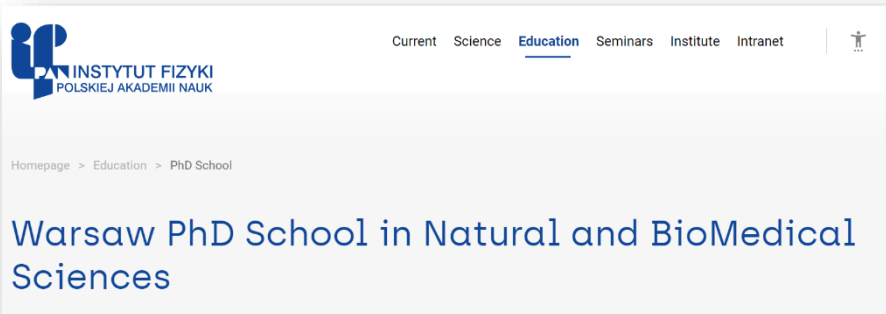 Current Science Education Seminars Institute Intranet
PAN INSTYTUT FIZYKI
POLSKIEJ AKADEMII NAUK
Homepage > Education > PhD School
Warsaw PhD School in Natural and BioMedical
Sciences